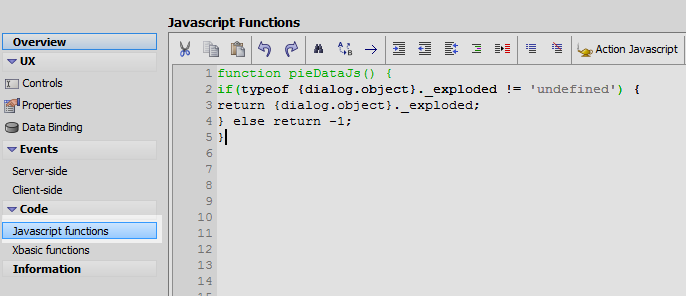 Javascript Functions
Overview
UX
Controls
Properties
Data Binding
Events
Server-side
Client-side
Code
Javascript functions
Xbasic functions
Information
Action Javascript
1 function pieDataJs() {
2 if(typeof {dialog.object}._exploded != 'undefined') {
3 return {dialog.object}._exploded;
4 } else return -1;
5 }
6
7
8
9
10
11
12
13
14
15